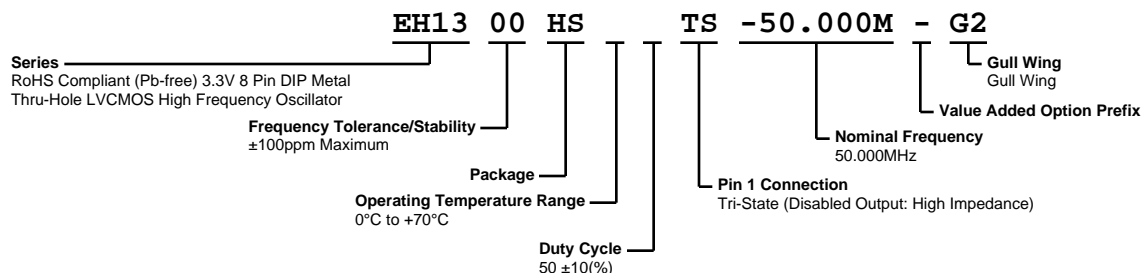 EH13 00 HS TS -50.000M - G2
Series
RoHS Compliant (Pb-free) 3.3V 8 Pin DIP Metal
Thru-Hole LVCMOS High Frequency Oscillator
Gull Wing
Gull Wing
Value Added Option Prefix
Frequency Tolerance/Stability
±100ppm Maximum
Nominal Frequency
50.000MHz
Package
Pin 1 Connection
Tri-State (Disabled Output: High Impedance)
Operating Temperature Range
0°C to +70°C
Duty Cycle
50 ±10(%)